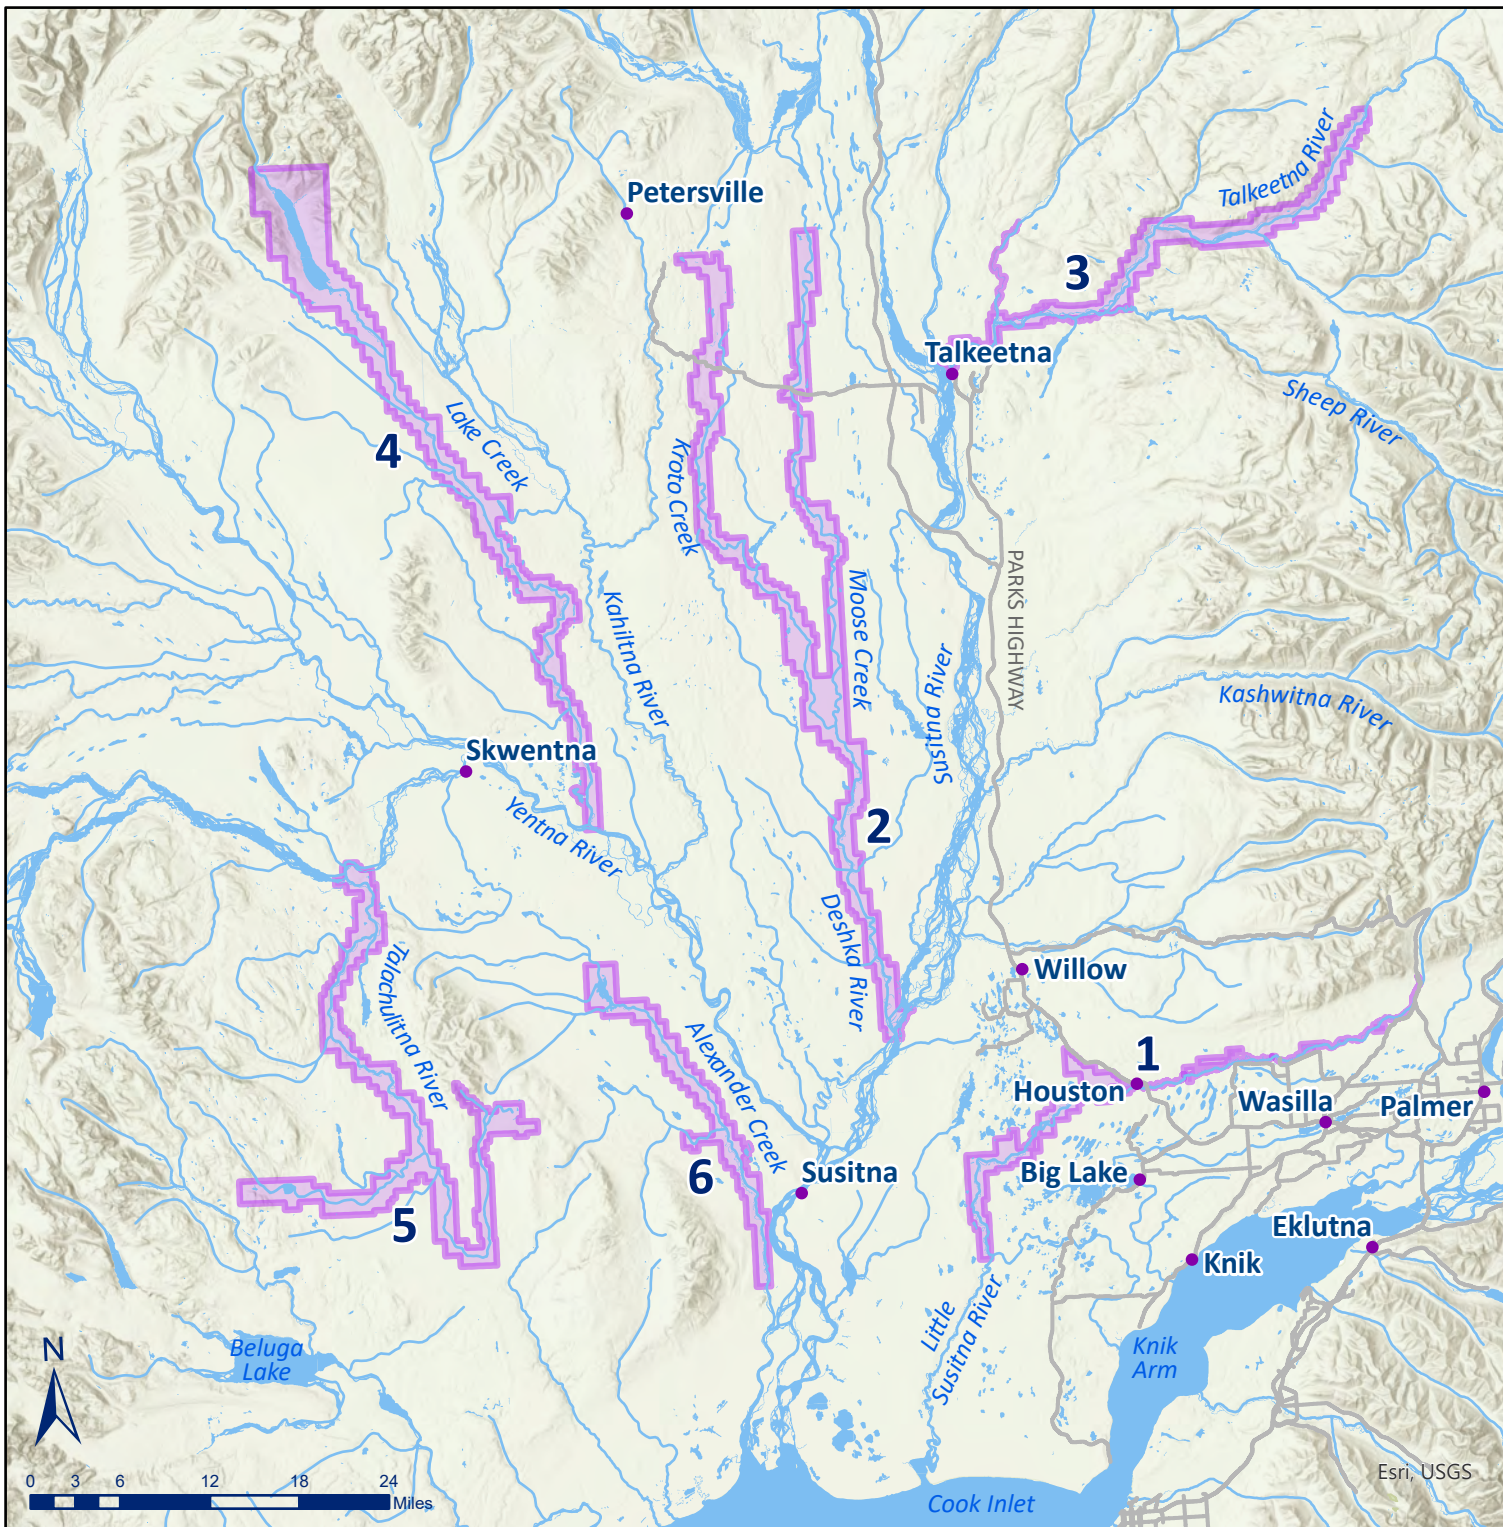 Petersville
Talkeetna River
3
Talkeetna
Sheep River
Lake Creek
4
Kroto Creek
PARKS HIGHWAY
Moose Creek
Kahiltna River
Susitna River
Kashwitna River
Skwentna
Yentna River
2
Deshka River
Talachulitna River
Willow
Alexander Creek
1
Houston
Wasilla
Palmer
Big Lake
6
Susitna
5
Eklutna
Knik
Little
Susitna River
Beluga
Lake
Knik
Arm
N
Esri, USGS
0 3 6 12 18 24
Miles
Cook Inlet